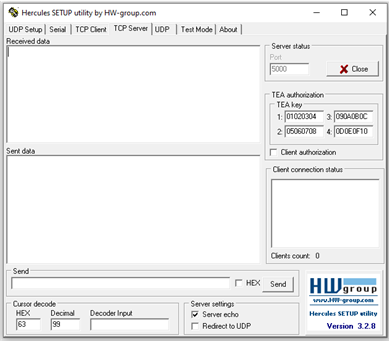 Hercules SETUP utility by HW-group.com
UDP Setup Serial TCP Client TCP Server UDP Test Mode About
Received data
Sent data
Server status
Port
5000
Close
TEA authorization
TEA key
1: 01020304 3: 090A0B0C
2: 05060708 4: 0D0E0F10
Client authorization
Client connection status
Clients count: 0
Send
HEX Send
Cursor decode
HEX Decimal Decoder Input
63 99
Server settings
Server echo
Redirect to UDP
HW group
www.HW-group.com
Hercules SETUP utility
Version 3.2.8